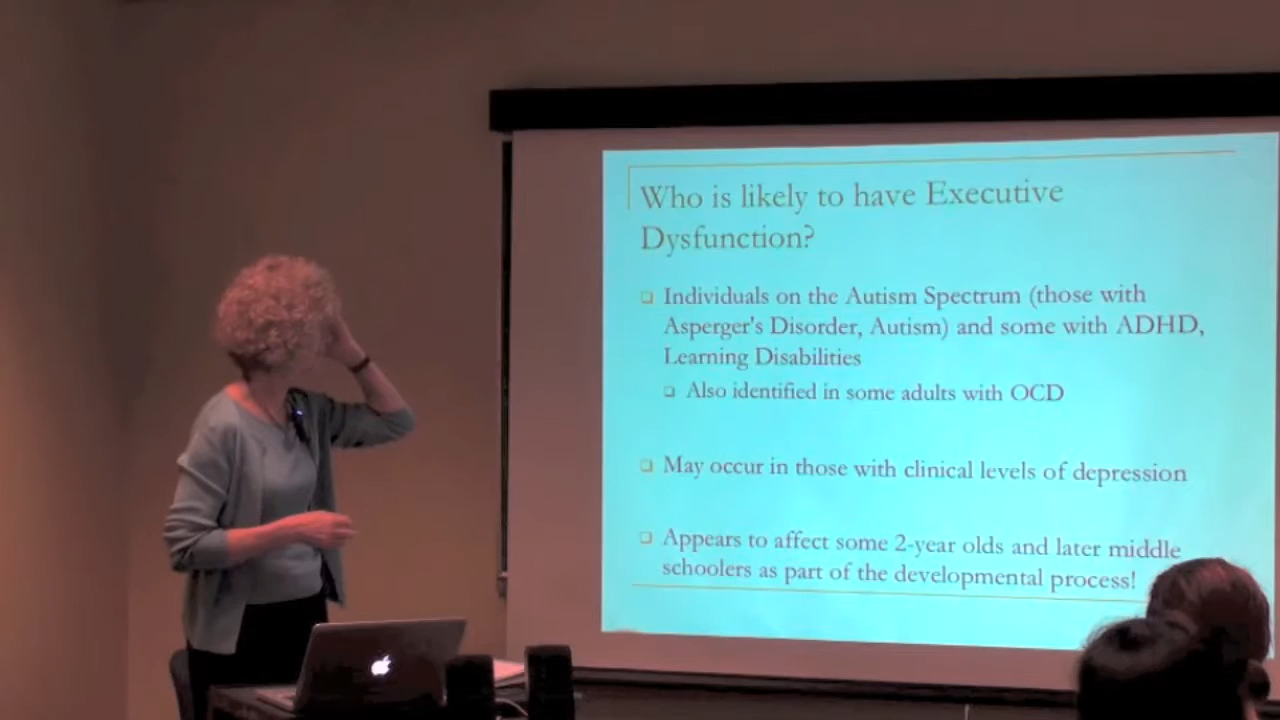 Who is likely to have Executive
Dysfunction?
Individuals on the Autism Spectrum (those with
Asperger's Disorder, Autism) and some with ADHD,
Learning Disabilities
Also identified in some adults with OCD
May occur in those with clinical levels of depression
Appears to affect some 2-year olds and later middle
schoolers as part of the developmental process!